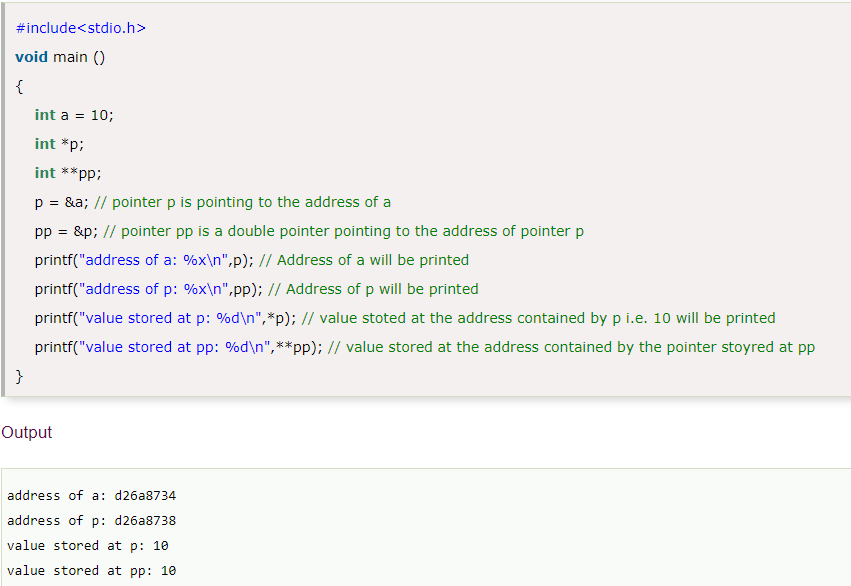 #include<stdio.h>
void main ()
{
int a = 10;
int *p;
int **pp;
p = &a; // pointer p is pointing to the address of a
pp = &p; // pointer pp is a double pointer pointing to the address of pointer p
printf("address of a: %x\n",p); // Address of a will be printed
printf("address of p: %x\n",pp); // Address of p will be printed
printf("value stored at p: %d\n",*p); // value stoted at the address contained by p i.e. 10 will be printed
printf("value stored at pp: %d\n",**pp); // value stored at the address contained by the pointer stoyred at pp
}
Output
address of a: d26a8734
address of p: d26a8738
value stored at p: 10
value stored at pp: 10